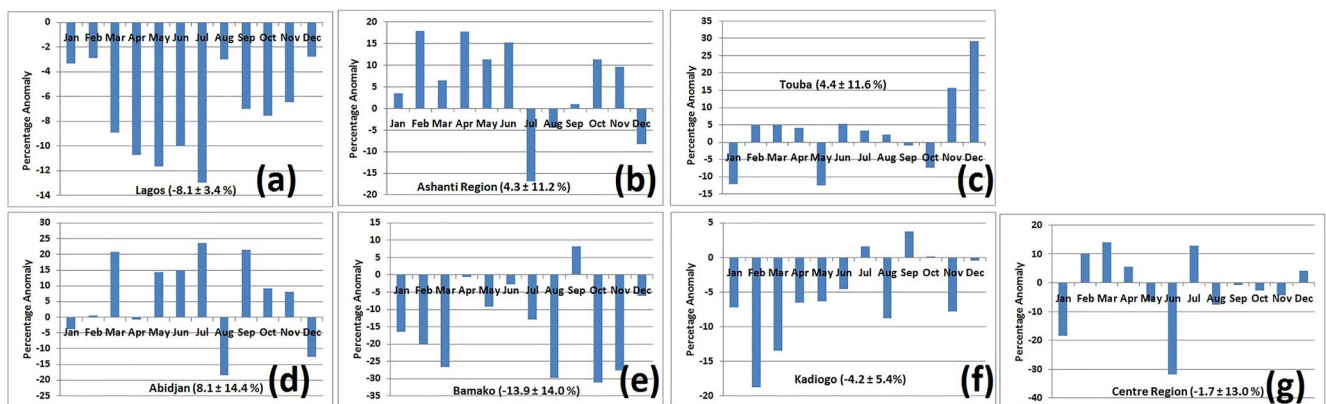 0
-2
-4
-6
-8
-10
-12
-14
Percentage Anomaly
Jan Feb Mar Apr May Jun Jul Aug Sep Oct Nov Dec
Lagos (-8.1 ± 3.4 %)
(a)
20
15
10
5
0
-5
-10
-15
-20
Percentage Anomaly
Jan Feb Mar Apr May Jun Jul Aug Sep Oct Nov Dec
Ashanti Region (4.3 ± 11.2 %)
(b)
35
30
25
20
15
10
5
0
-5
-10
-15
Percentage Anomaly
Touba (4.4 ± 11.6 %)
Jan Feb Mar Apr May Jun Jul Aug Sep Oct Nov Dec
(c)
30
25
20
15
10
5
0
-5
-10
-15
-20
-25
Percentage Anomaly
Jan Feb Mar Apr May Jun Jul Aug Sep Oct Nov Dec
Abidjan (8.1 ± 14.4 %)
(d)
15
10
5
0
-5
-10
-15
-20
-25
-30
-35
Percentage Anomaly
Jan Feb Mar Apr May Jun Jul Aug Sep Oct Nov Dec
Bamako (-13.9 ± 14.0 %)
(e)
5
0
-5
-10
-15
-20
Percetage Anomaly
Jan Feb Mar Apr May Jun Jul Aug Sep Oct Nov Dec
Kadiogo (-4.2 ± 5.4%)
(f)
20
10
0
-10
-20
-30
-40
Percentage Anomaly
Jan Feb Mar Apr May Jun Jul Aug Sep Oct Nov Dec
Centre Region (-1.7 ± 13.0 %)
(g)